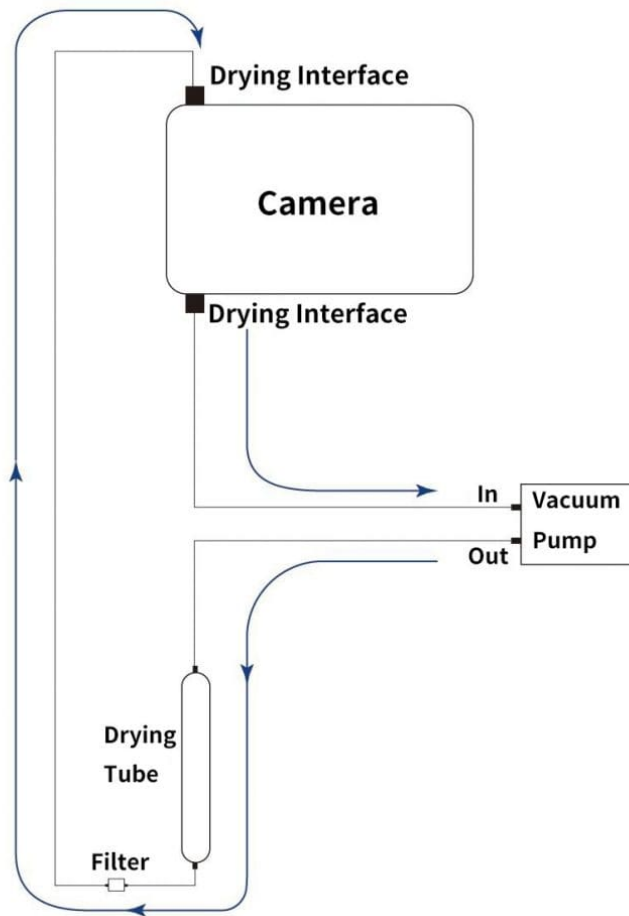 Drying Interface
Camera
Drying Interface
In
Vacuum
Pump
Out
Drying
Tube
Filter